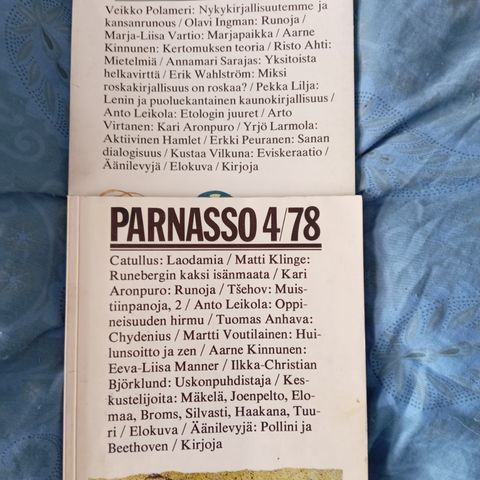 Veikko Polameri: Nykykirjallisuutemme ja
kansanrunous / Olavi Ingman: Runoja /
Marja-Liisa Vartio: Marjapaikka / Aarne
Kinnunen: Kertomuksen teoria / Risto Ahti:
Mietelmiä / Annamari Sarajas: Yksitoista
helkavirttä / Erik Wahlström: Miksi
roskakirjallisuus on roskaa? / Pekka Lilja:
Lenin ja puoluekantainen kaunokirjallisuus /
Anto Leikola: Etologin juuret / Arto
Virtanen: Kari Aronpuro / Yrjö Larmola:
Aktiivinen Hamlet / Erkki Peuranen: Sanan
dialogisuus / Kustaa Vilkuna: Eviskeraatio /
Äänilevyjä / Elokuva / Kirjoja
PARNASSO 4/78
Catullus: Laodamia / Matti Klinge:
Runebergin kaksi isänmaata / Kari
Aronpuro: Runoja / Tšehov: Muis-
tiinpanoja, 2 / Anto Leikola: Oppi-
neisuuden hirmu / Tuomas Anhava:
Chydenius / Martti Voutilainen: Hui-
lunsoitto ja zen / Aarne Kinnunen:
Eeva-Liisa Manner / Ilkka-Christian
Björklund: Uskonpuhdistaja / Kes-
kustelijoita: Mäkelä, Joenpelto, Elo-
maa, Broms, Silvasti, Haakana, Tuu-
ri / Elokuva / Äänilevyjä: Pollini ja
Beethoven / Kirjoja